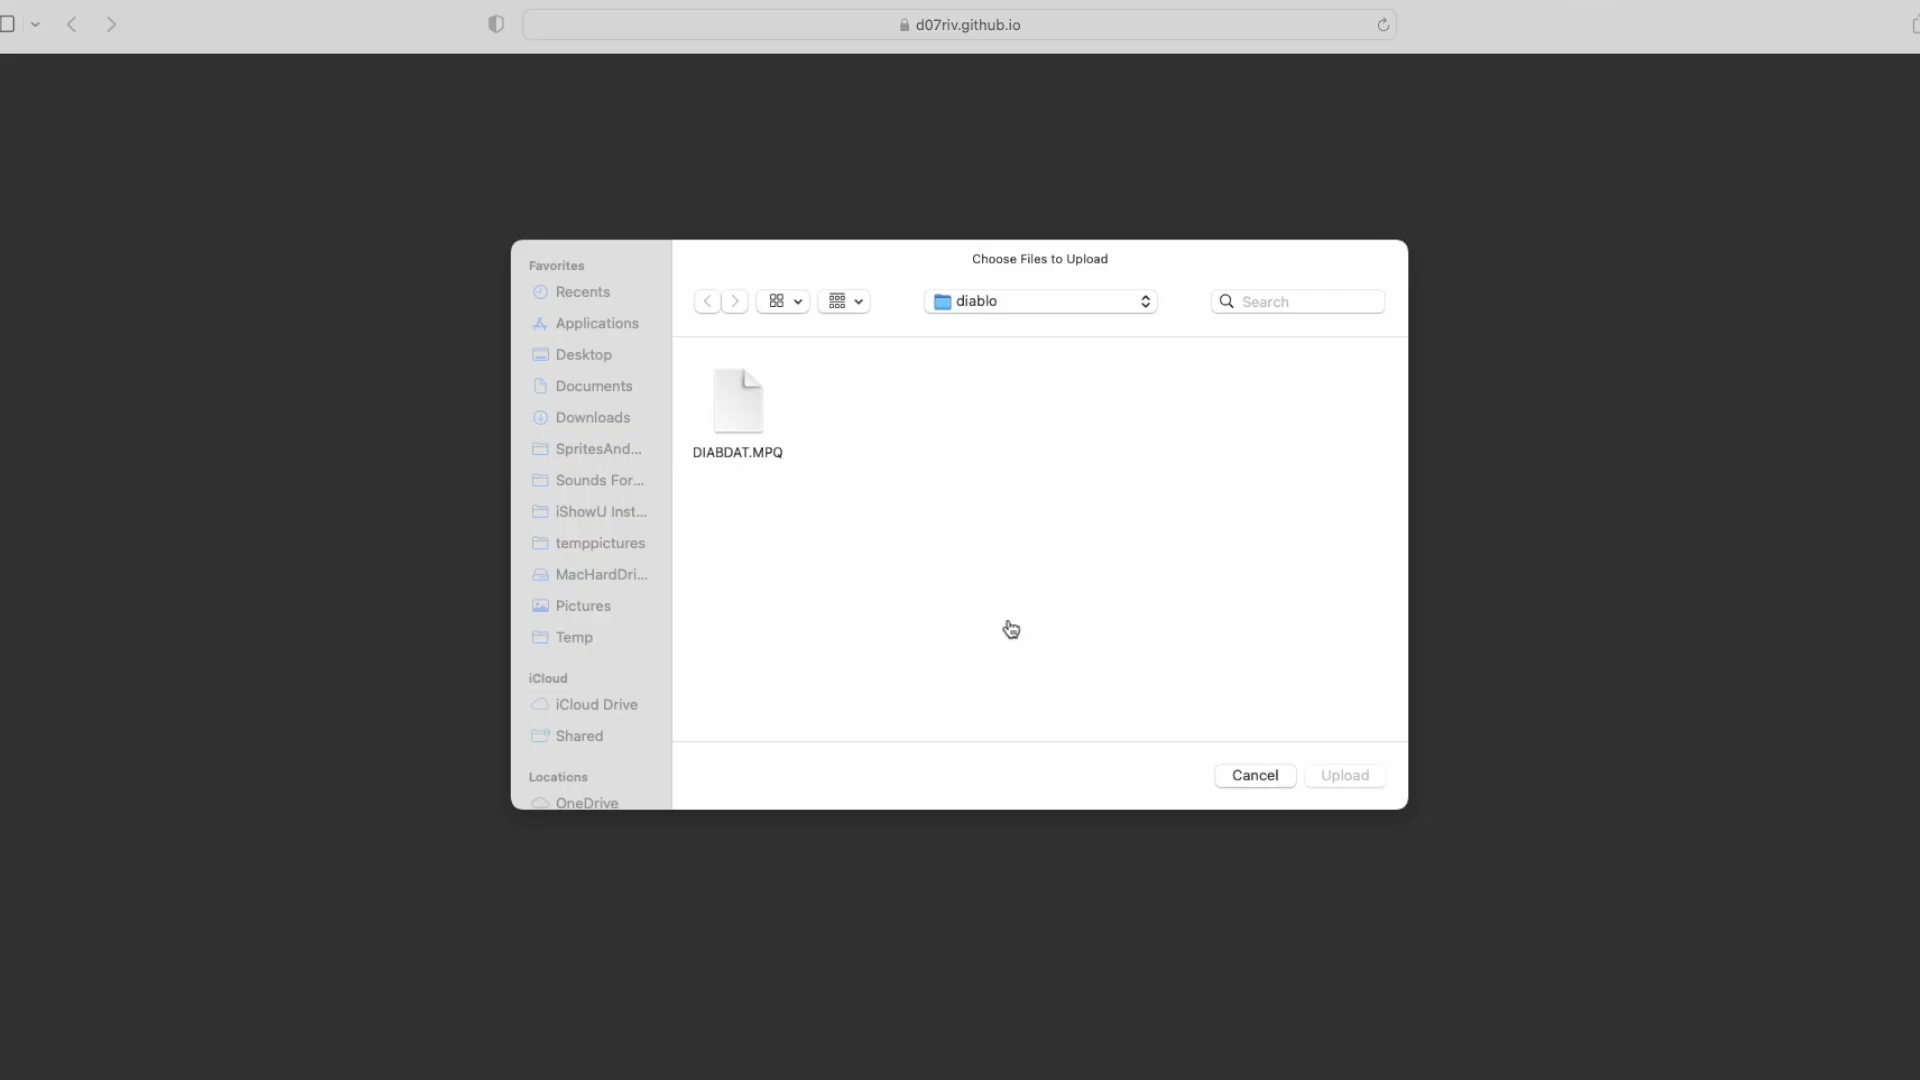 d07riv.github.io
Choose Files to Upload
diablo
Search
Favorites
Recents
Applications
Desktop
Documents
Downloads
SpritesAnd...
Sounds For...
iShowU Inst...
temppictures
MacHardDri...
Pictures
Temp
iCloud
iCloud Drive
Shared
Locations
OneDrive
DIABDAT.MPQ
Cancel
Upload